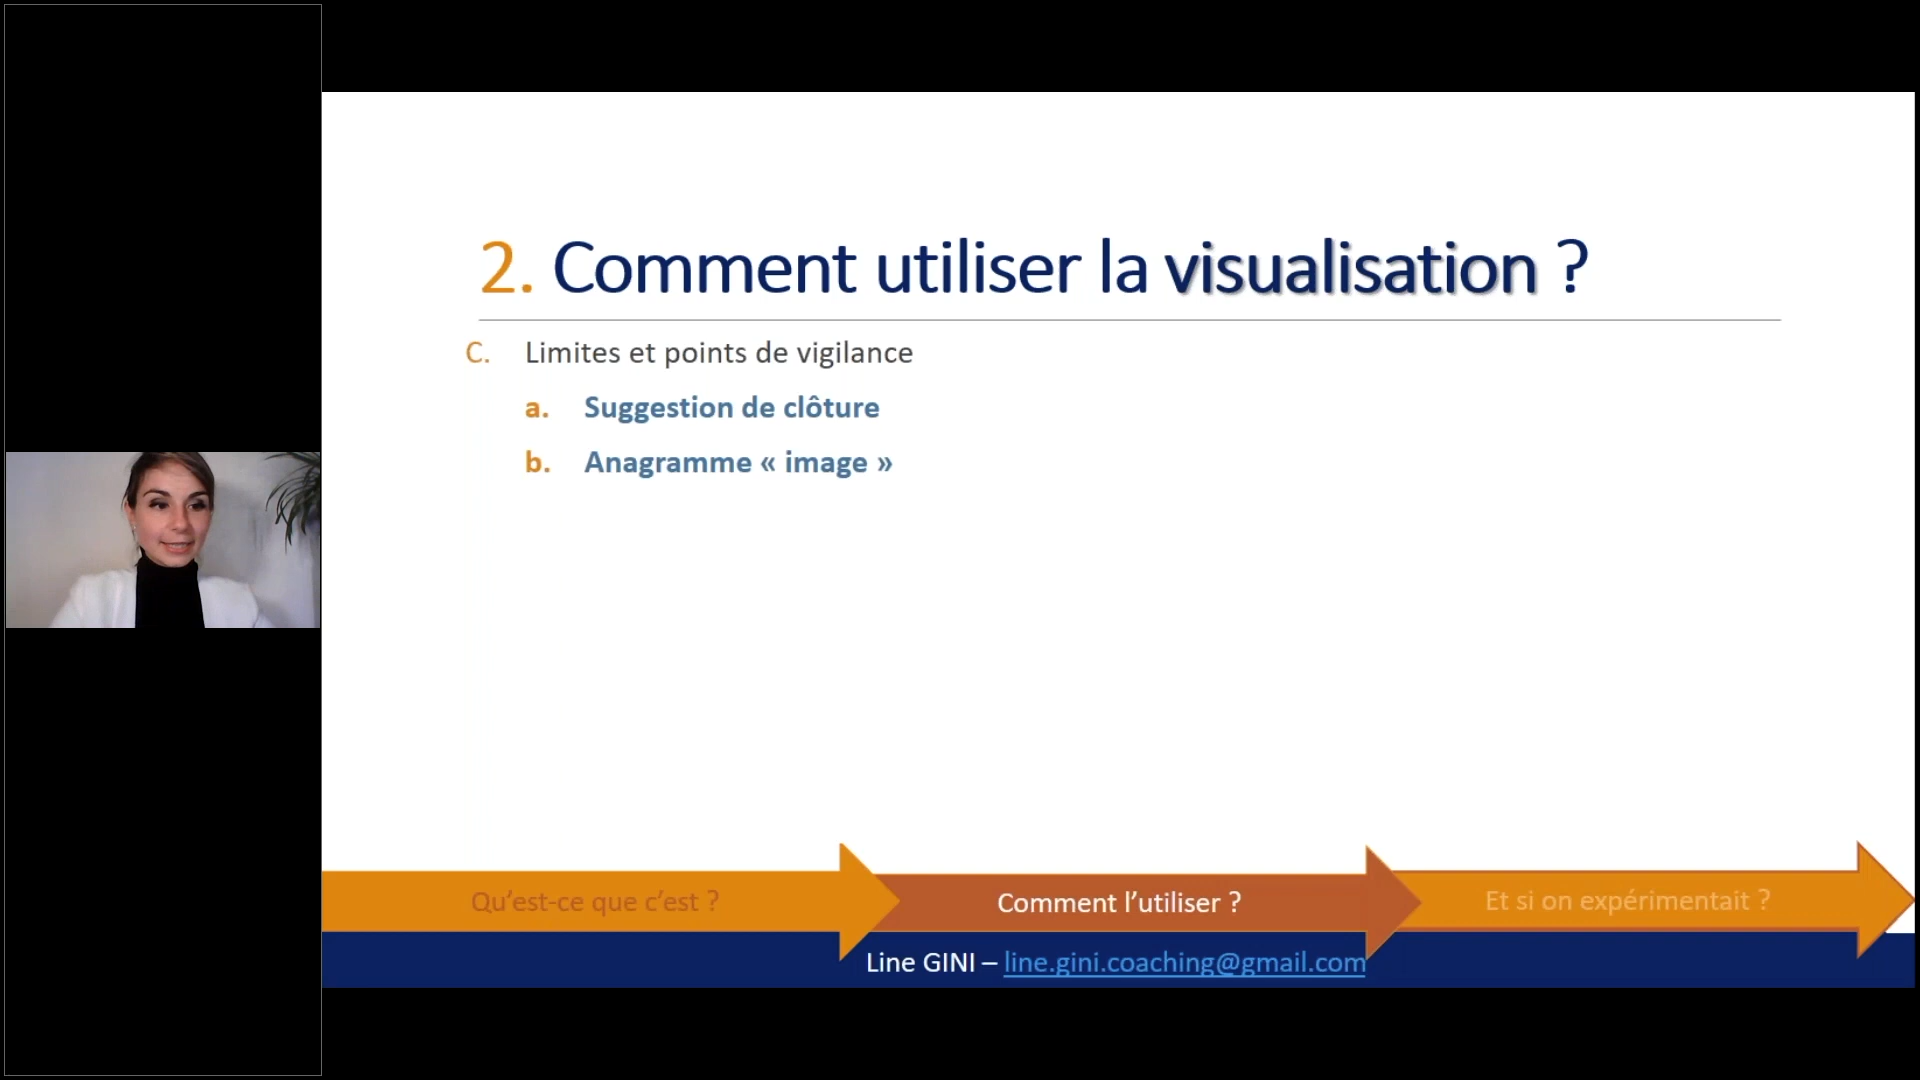 2. Comment utiliser la visualisation ?
C. Limites et points de vigilance
a. Suggestion de clôture
b. Anagramme « image »
Qu’est-ce que c’est ?
Comment l’utiliser ?
Et si on expérimentait ?
Line GINI – line.gini.coaching@gmail.com